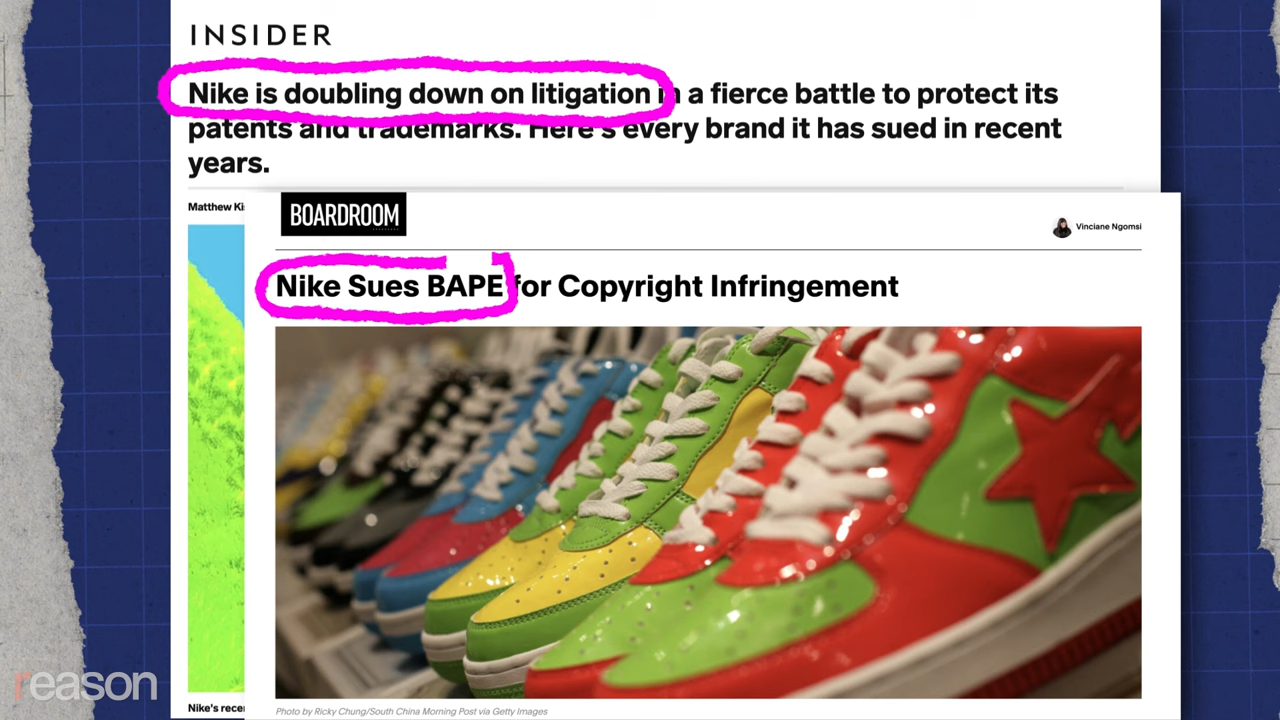 INSIDER
Nike is doubling down on litigation in a fierce battle to protect its
patents and trademarks. Here's every brand it has sued in recent
years.
Matthew Ki
BOARDROOM
Vinciane Ngomsi
Nike Sues BAPE for Copyright Infringement
reason
Nike's rece
Photo by Ricky Chung/South China Morning Post via Getty Images